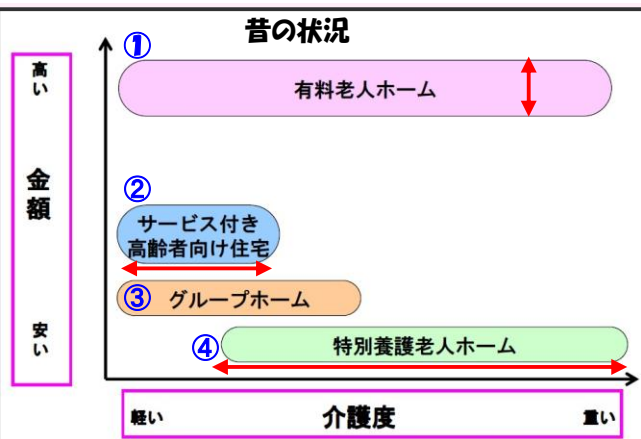 昔の状況
高い
金額
安い
①
有料老人ホーム
②
サービス付き
高齢者向け住宅
③ グループホーム
④
特別養護老人ホーム
軽い 介護度 重い